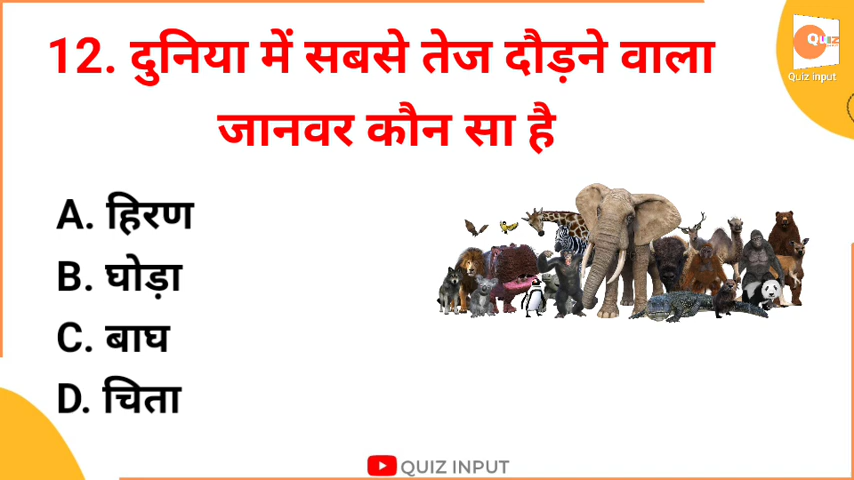 12. दुनिया में सबसे तेज दौड़ने वाला
जानवर कौन सा है
A. हिरण
B. घोड़ा
C. बाघ
D. चिता
Quiz
Quiz input
QUIZ INPUT